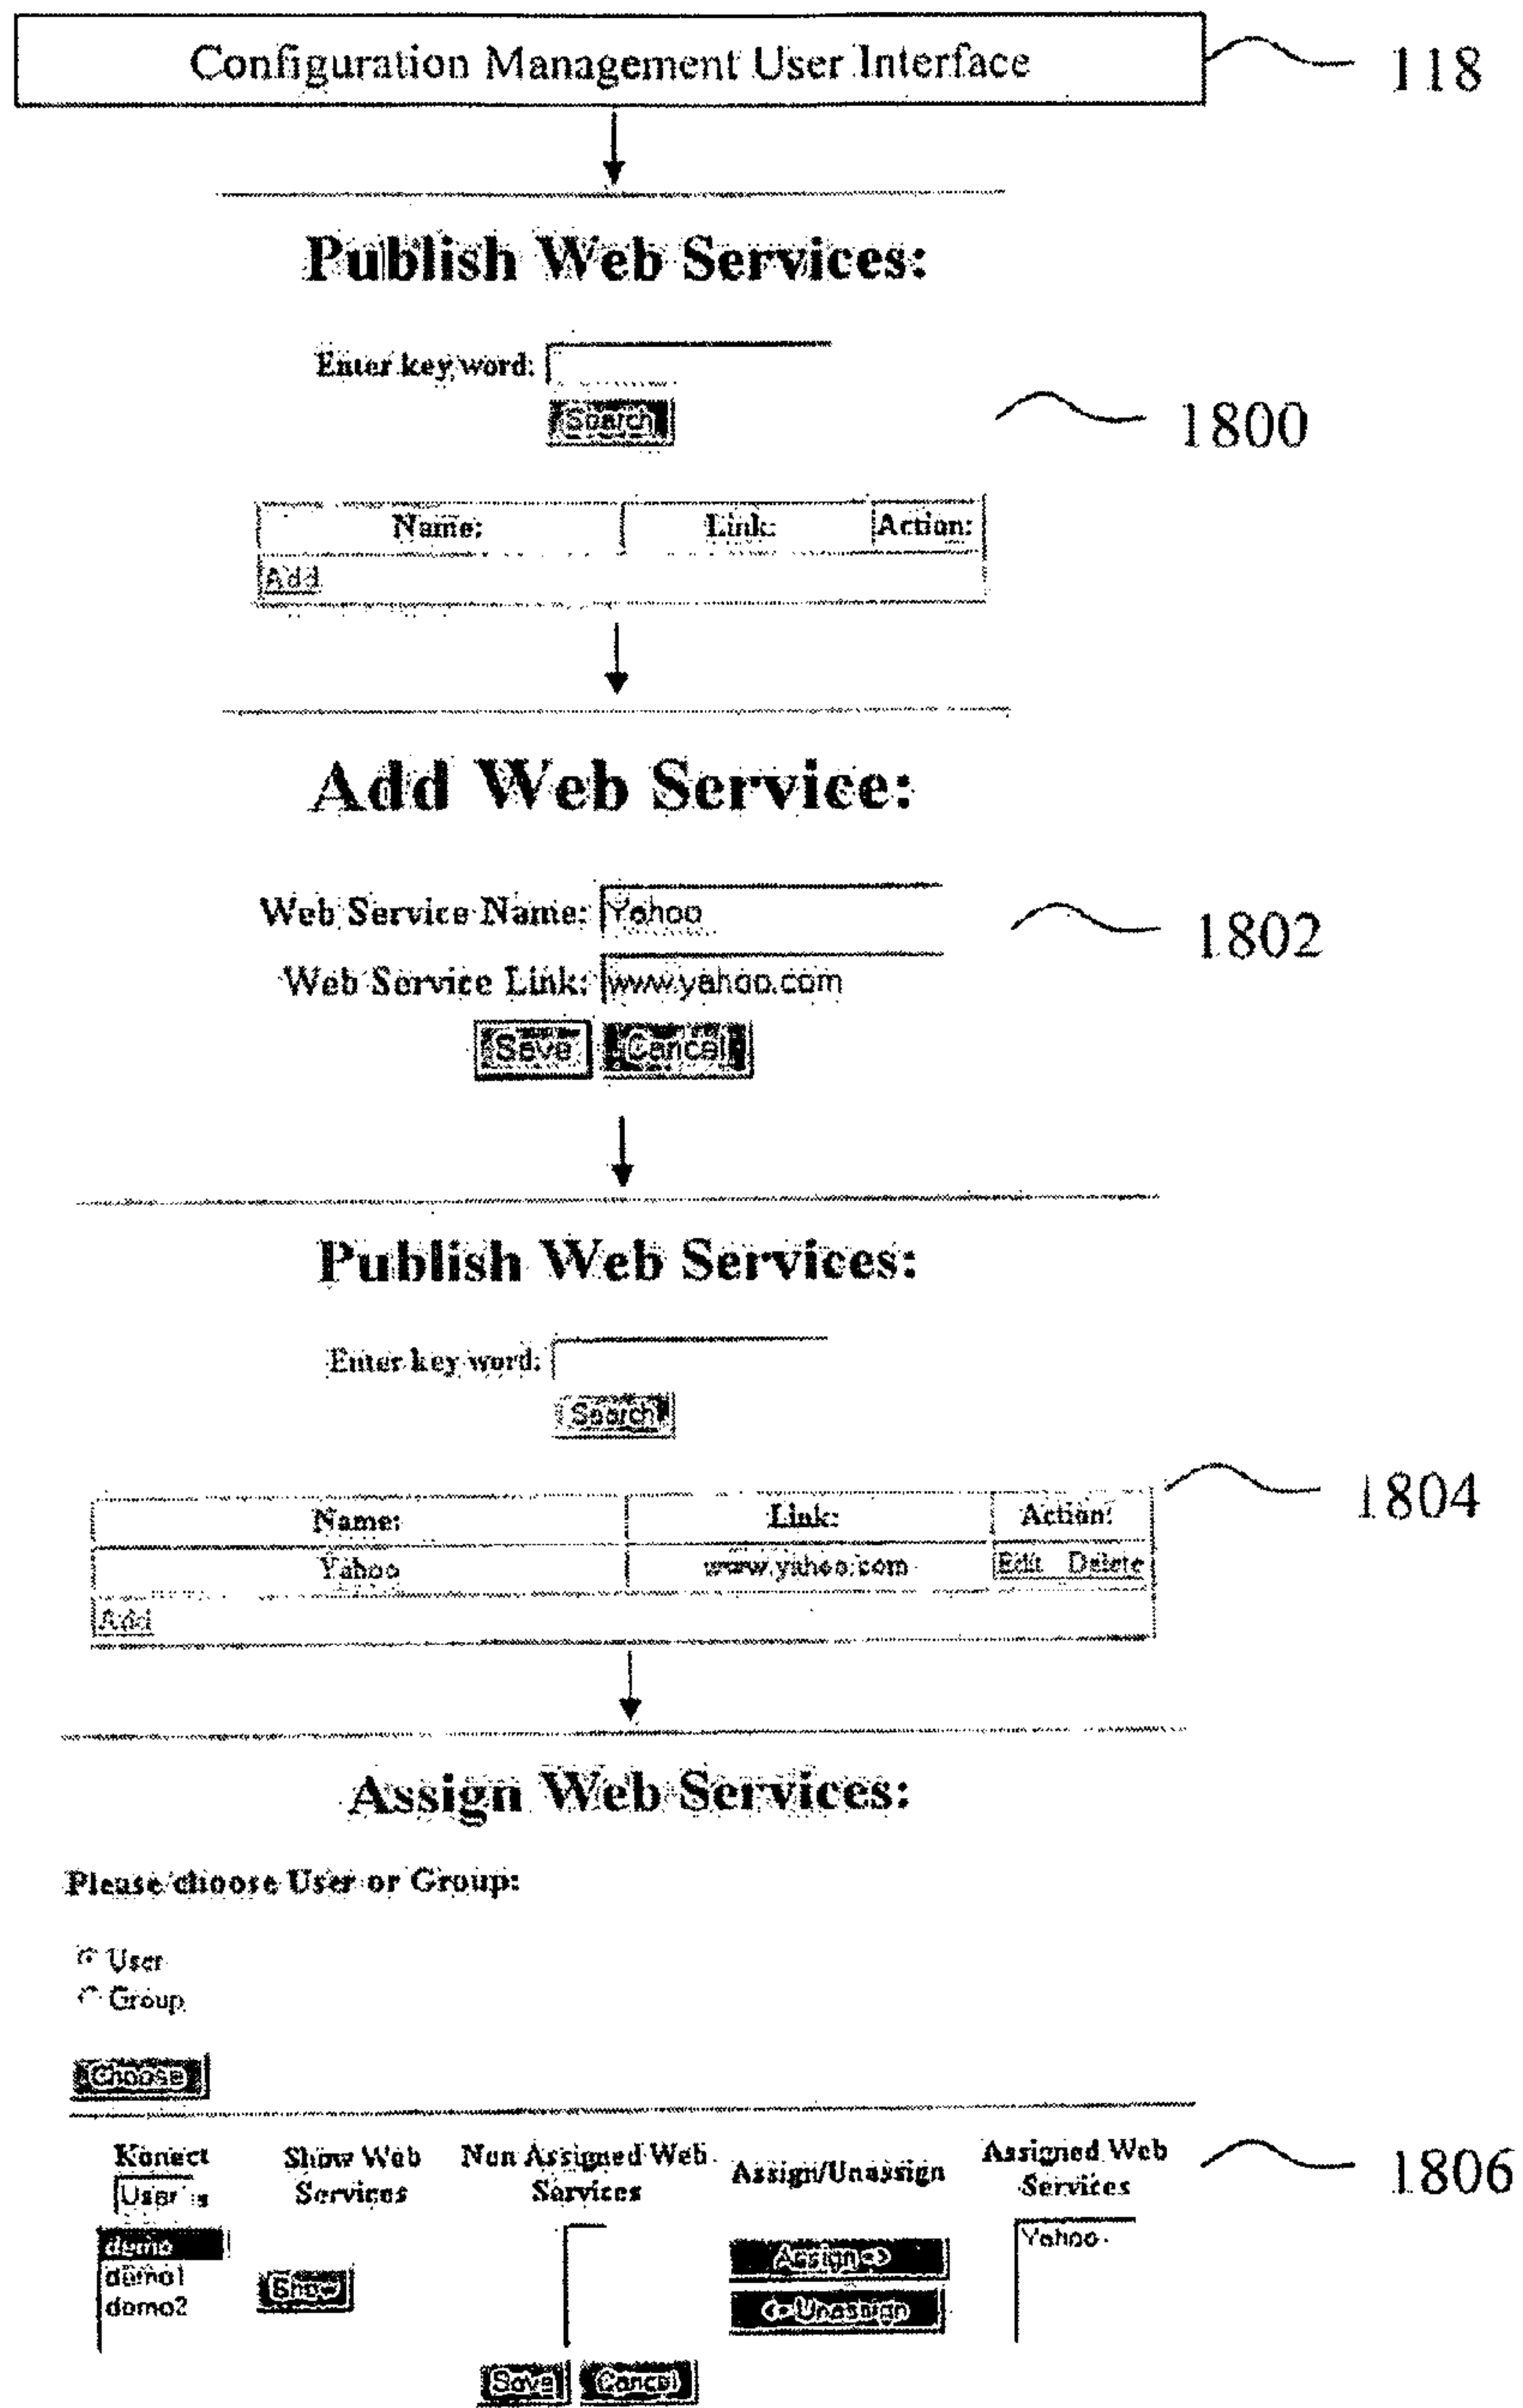 Configuration Management User Interface
118
Publish Web Services:
Enter key word:
Search
1800
Name: Link: Action:
Add
Add Web Service:
Web Service Name: Yahoo
1802
Web Service Link: www.yahoo.com
Save Cancel
Publish Web Services:
Enter key word:
Search
1804
Name: Link: Action:
Yahoo www.yahoo.com Edit Delete
Add
Assign Web Services:
Please choose User or Group:
User
Group
Choose
Konect Show Web Services Non Assigned Web Services Assign/Unassign Assigned Web Services
1806
User
demo
demo1
demo2
Show
Assign
Unassign
Yahoo
Save Cancel